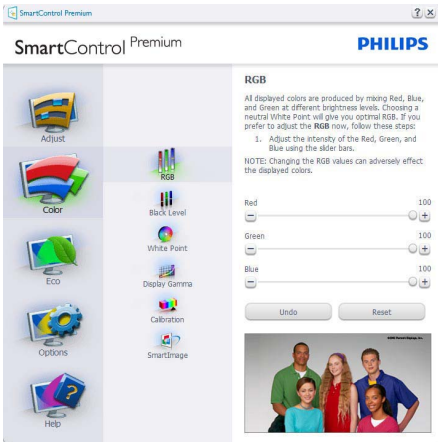 SmartControl Premium
SmartControl Premium
PHILIPS
Adjust
Color
Eco
Options
Help
RGB
Black Level
White Point
Display Gamma
Calibration
SmartImage
RGB
All displayed colors are produced by mixing Red, Blue,
and Green at different brightness levels. Choosing a
neutral White Point will give you optimal RGB. If you
prefer to adjust the RGB now, follow these steps:
1. Adjust the intensity of the Red, Green, and
Blue using the slider bars.
NOTE: Changing the RGB values can adversely effect
the displayed colors.
Red 100
Green 100
Blue 100
Undo Reset